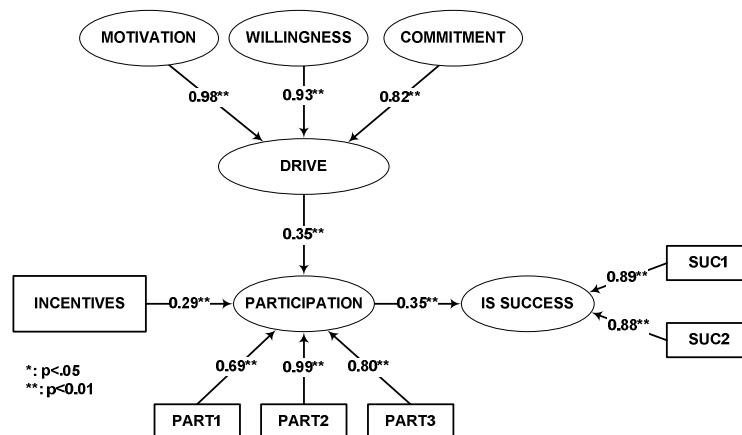 MOTIVATION
WILLINGNESS
COMMITMENT
0.98**
0.93**
0.82**
DRIVE
0.35**
INCENTIVES
0.29**
PARTICIPATION
0.35**
IS SUCCESS
0.89**
SUC1
0.88**
SUC2
0.69**
0.99**
0.80**
PART1
PART2
PART3
*: p<.05
**: p<0.01